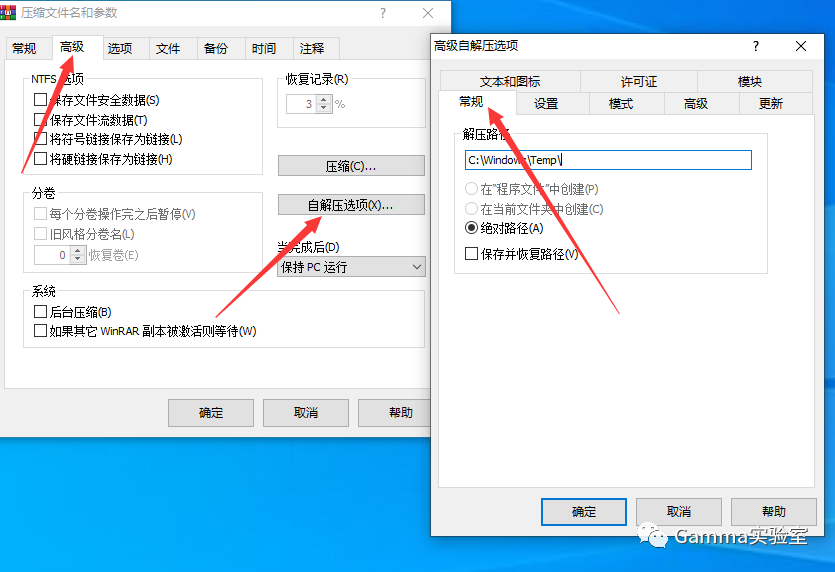 压缩文件名和参数
常规 高级 选项 文件 备份 时间 注释
NTFS 选项
保存文件安全数据(S)
保存文件流数据(T)
将符号链接保存为链接(L)
将硬链接保存为链接(H)
分卷
每个分卷操作完之后暂停(V)
旧风格分卷名(L)
0 恢复卷(E)
恢复记录(R)
3 %
压缩(C)...
自解压选项(X)...
当完成后(D)
保持 PC 运行
系统
后台压缩(B)
如果其它 WinRAR 副本被激活则等待(W)
确定 取消 帮助
高级自解压选项
文本和图标 许可证 模块
常规 设置 模式 高级 更新
解压路径
C:\Windows\Temp\
在"程序文件"中创建(P)
在当前文件夹中创建(C)
绝对路径(A)
保存并恢复路径(V)
确定 取消 帮助
Gamma实验室